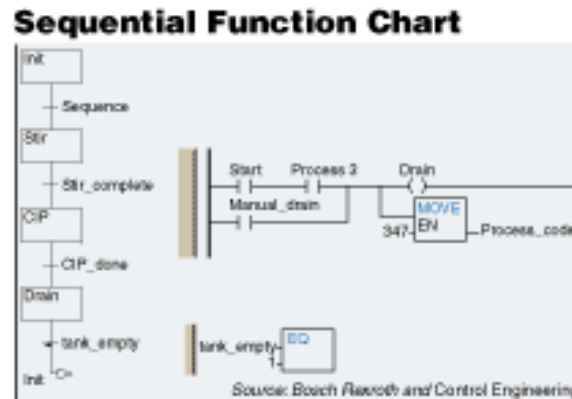 Sequential Function Chart
Init
Sequence
Stir
Stir_complete
CIP
CIP_done
Drain
tank_empty
Init
Start Process 3 Drain
Manual_drain
MOVE
EN
347
Process_code
tank_empty
EQ
1
Source: Bosch Rexroth and Control Engineering